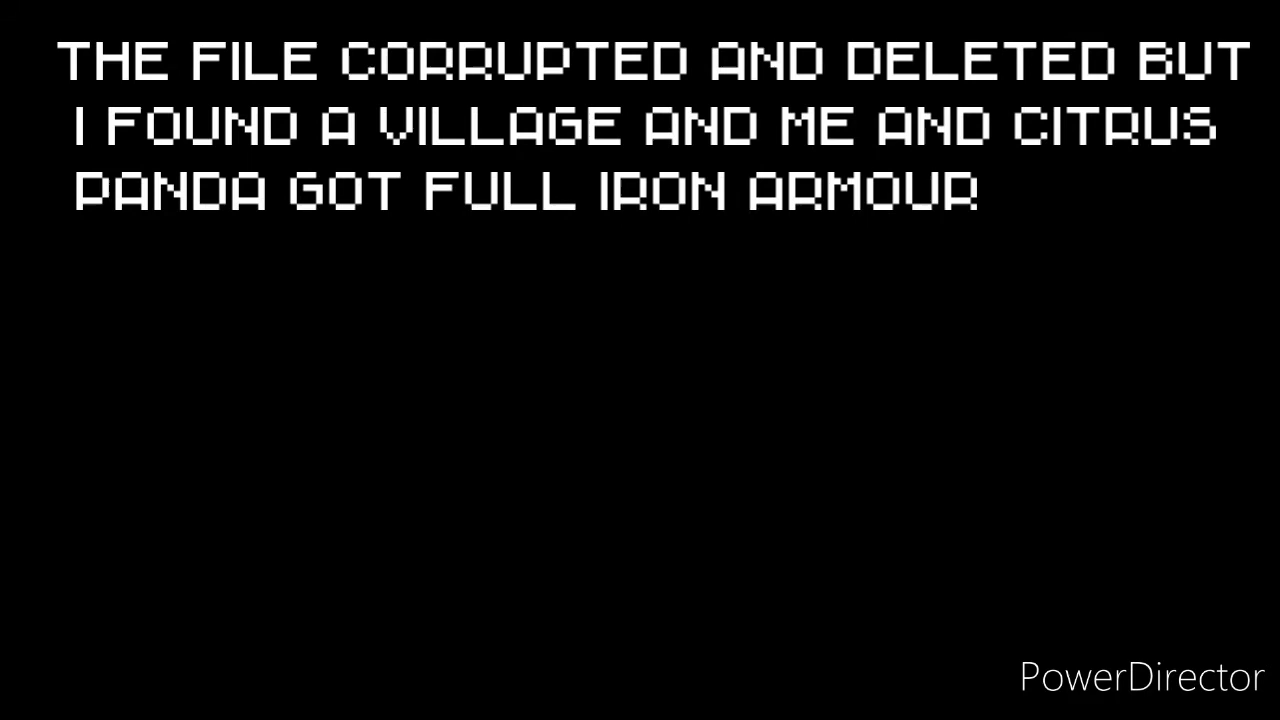 THE FILE CORRUPTED AND DELETED BUT
I FOUND A VILLAGE AND ME AND CITRUS
PANDA GOT FULL IRON ARMOUR
PowerDirector